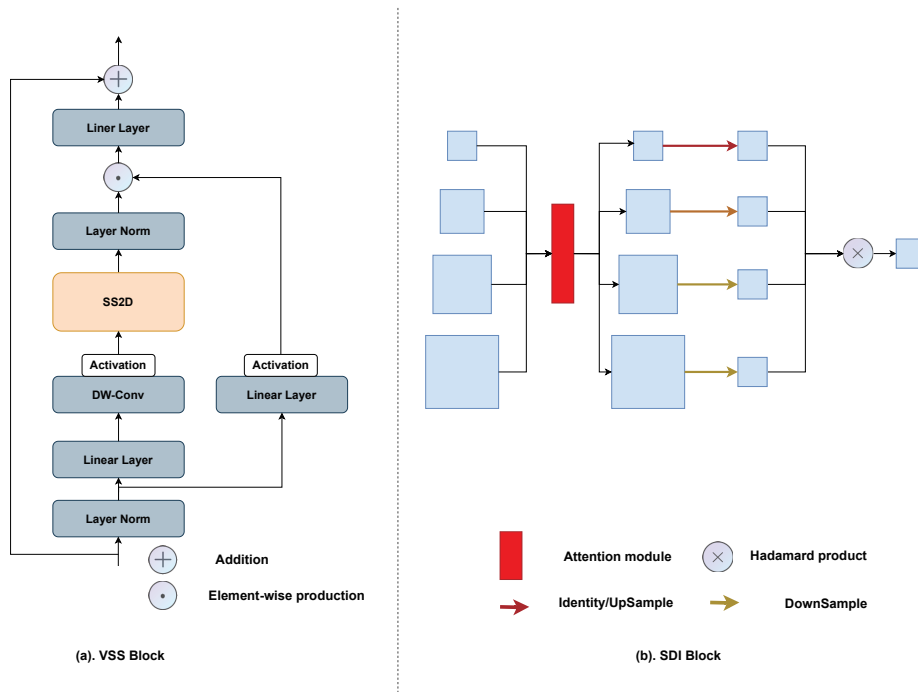 Liner Layer
Layer Norm
SS2D
Activation
Activation
DW-Conv
Linear Layer
Linear Layer
Layer Norm
Addition
Element-wise production
(a). VSS Block
Attention module
Hadamard product
Identity/UpSample
DownSample
(b). SDI Block